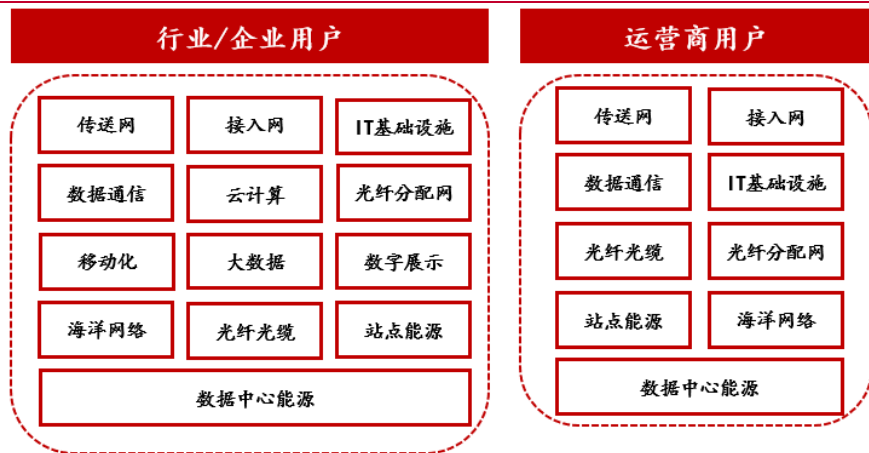 行业/企业用户
传送网 接入网 IT基础设施
数据通信 云计算 光纤分配网
移动化 大数据 数字展示
海洋网络 光纤光缆 站点能源
数据中心能源
运营商用户
传送网 接入网
数据通信 IT基础设施
光纤光缆 光纤分配网
站点能源 海洋网络
数据中心能源